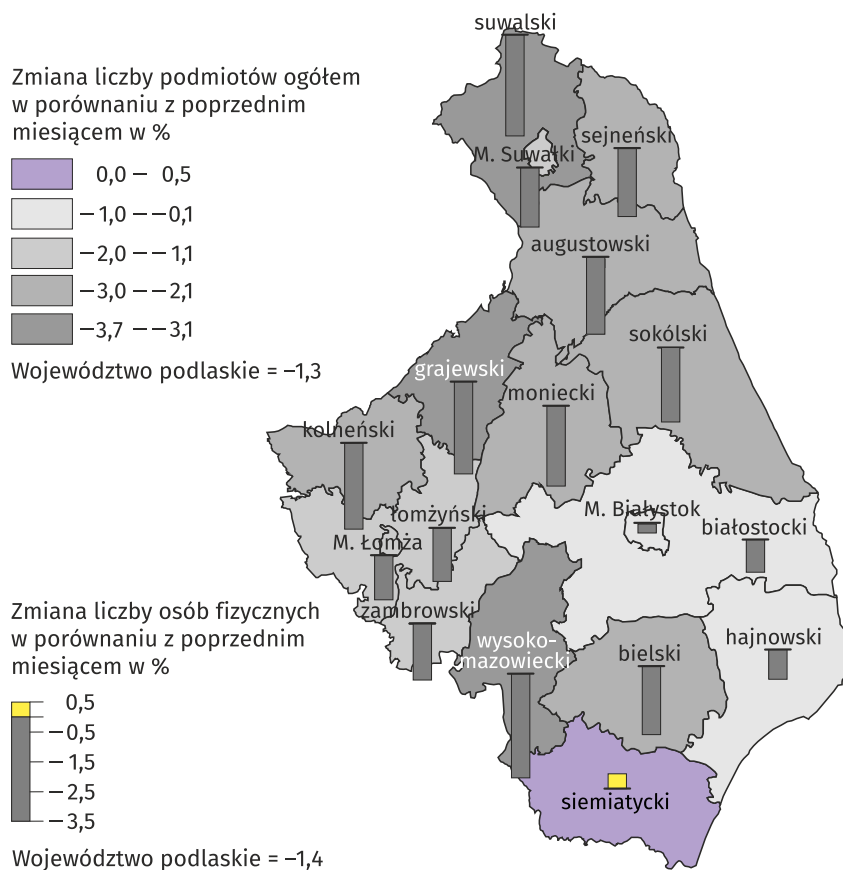 suwalski
Zmiana liczby podmiotów ogółem
w porównaniu z poprzednim
miesiącem w %
sejneński
M. Suwałki
0,0 – 0,5
–1,0 – –0,1
–2,0 – –1,1
–3,0 – –2,1
–3,7 – –3,1
augustowski
sokólski
Województwo podlaskie = –1,3
grajewski
moniecki
kolneński
M. Białystok
łomżyński
białostocki
M. Łomża
Zmiana liczby osób fizycznych
w porównaniu z poprzednim
miesiącem w %
zambrowski
wysoko-
mazowiecki
bielski
hajnowski
0,5
–0,5
–1,5
–2,5
–3,5
siemiatycki
Województwo podlaskie = –1,4